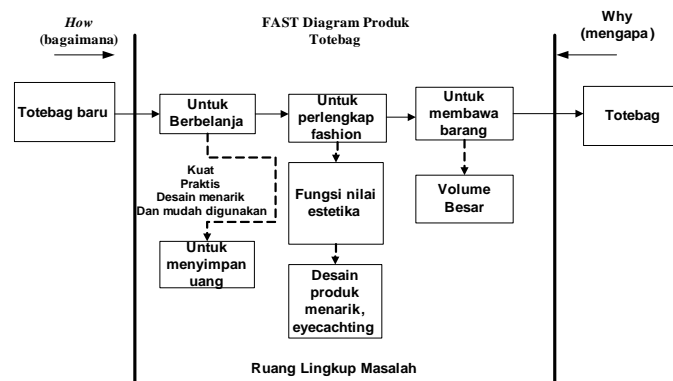 How
(bagaimana)
FAST Diagram Produk
Totebag
Why
(mengapa )
Totebag baru
Untuk
Berbelanja
Untuk
perlengkap
fashion
Untuk
membawa
barang
Totebag
Kuat
Praktis
Desain menarik
Dan mudah digunakan
Fungsi nilai
estetika
Volume
Besar
Untuk
menyimpan
uang
Desain
produk
menarik,
eyecachting
Ruang Lingkup Masalah